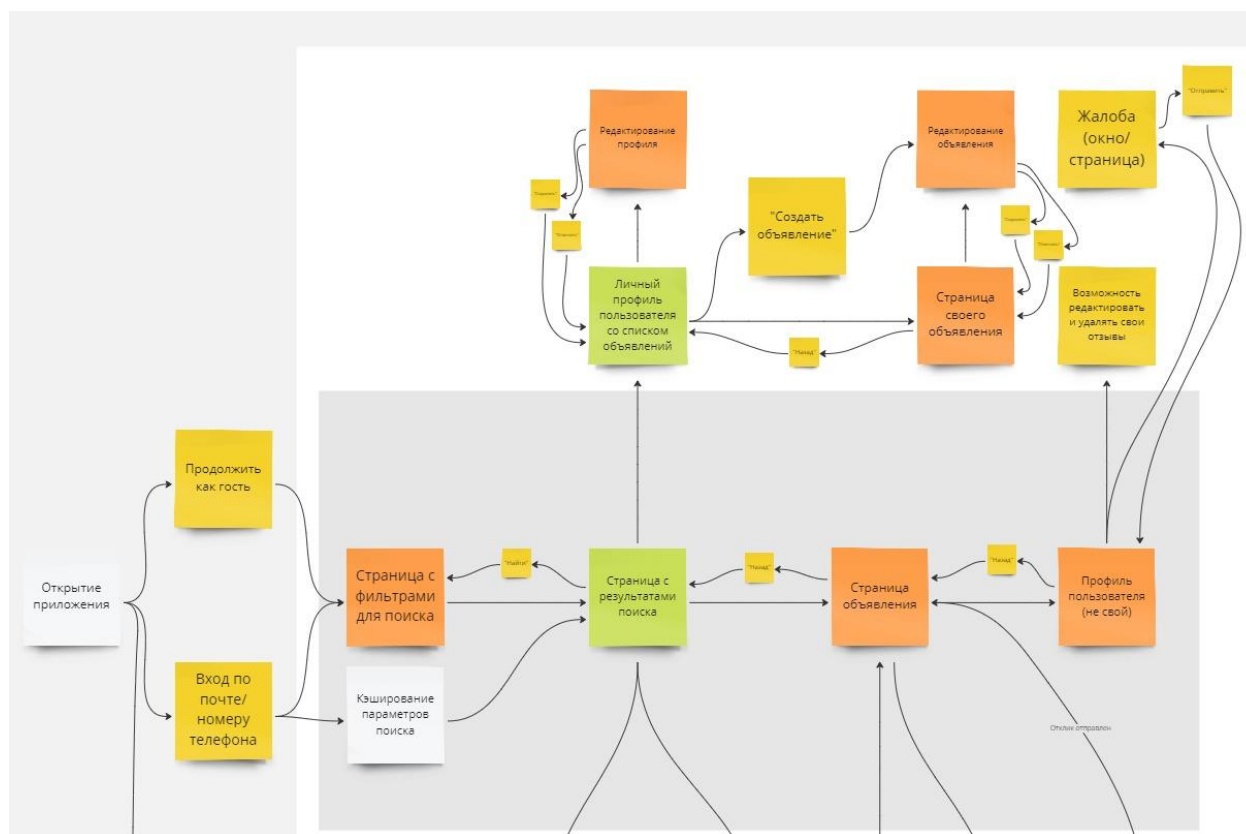 "Отправить"
Жалоба
(окно/
страница)
Редактирование
профиля
Редактирование
объявления
"Создать
объявление"
Личный
профиль
пользователя
со списком
объявлений
Страница
своего
объявления
"Назад"
Возможность
редактировать
и удалять свои
отзывы
Продолжить
как гость
Открытие
приложения
Вход по
почте/
номеру
телефона
Страница с
фильтрами
для поиска
"Найти"
Страница с
результатами
поиска
"Назад"
Страница
объявления
"Назад"
Профиль
пользователя
(не свой)
Кэширование
параметров
поиска
Отклик отправлен